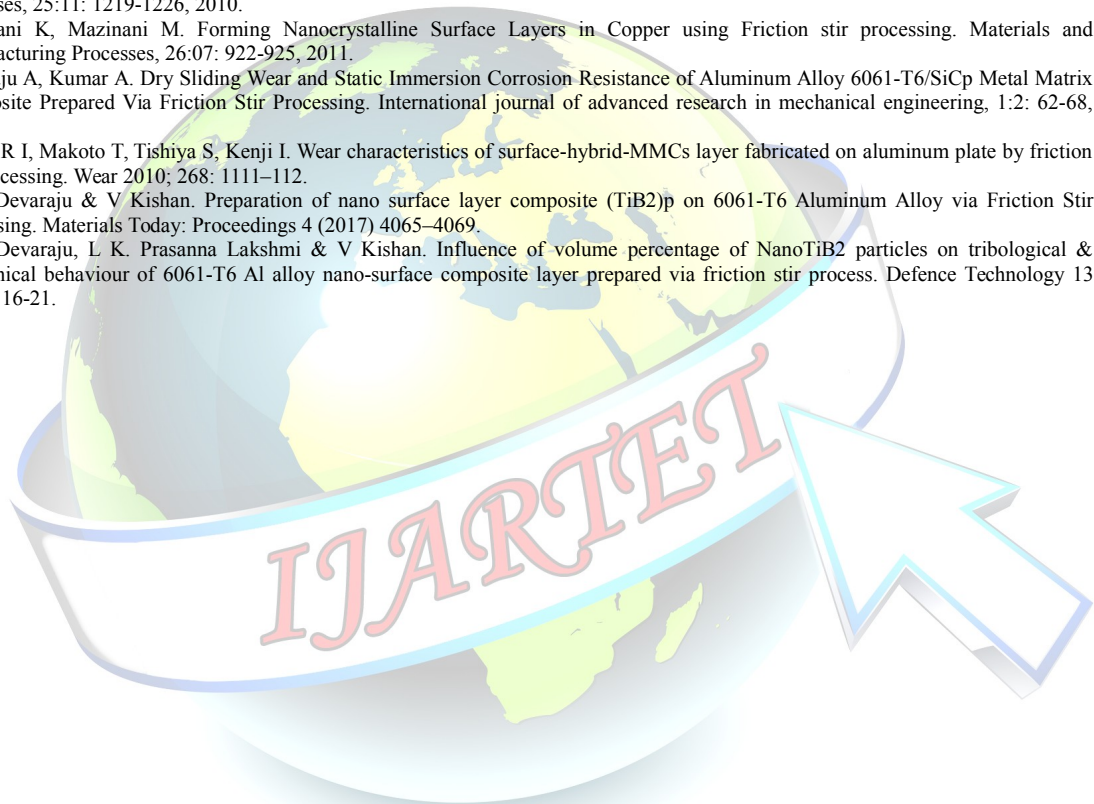 ses, 25:11: 1219-1226, 2010.
ani K, Mazinani M. Forming Nanocrystalline Surface Layers in Copper using Friction stir processing. Materials and
acturing Processes, 26:07: 922-925, 2011.
ju A, Kumar A. Dry Sliding Wear and Static Immersion Corrosion Resistance of Aluminum Alloy 6061-T6/SiCp Metal Matrix
osite Prepared Via Friction Stir Processing. International journal of advanced research in mechanical engineering, 1:2: 62-68,
R I, Makoto T, Tishiya S, Kenji I. Wear characteristics of surface-hybrid-MMCs layer fabricated on aluminum plate by friction
cessing. Wear 2010; 268: 1111–112.
Devaraju & V Kishan. Preparation of nano surface layer composite (TiB2)p on 6061-T6 Aluminum Alloy via Friction Stir
sing. Materials Today: Proceedings 4 (2017) 4065–4069.
Devaraju, L K. Prasanna Lakshmi & V Kishan. Influence of volume percentage of NanoTiB2 particles on tribological &
nical behaviour of 6061-T6 Al alloy nano-surface composite layer prepared via friction stir process. Defence Technology 13
16-21.
IJARTET